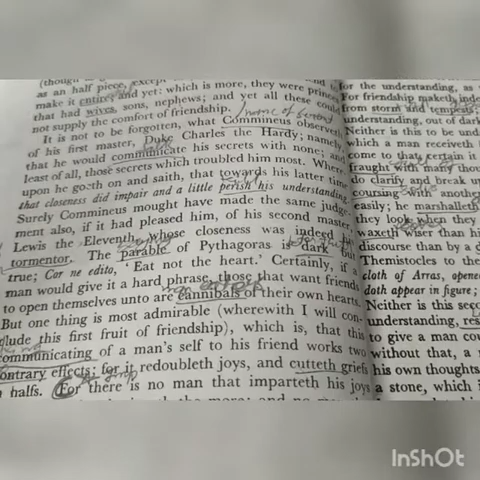 (though
as an half piece, except
make it entire; and yet: which is more, they were princes
that had wives, sons, nephews; and yet all these could
not supply the comfort of friendship.
It is not to be forgotten, what Commineus observeth
of his first master, Duke Charles the Hardy; namely,
that he would communicate his secrets with none; and
least of all, those secrets which troubled him most. Where
upon he goeth on and saith, that toward his latter time
that closeness did impair and a little perish his understanding.
Surely Commineus mought have made the same judge
ment also, if it had pleased him, of his second master
Lewis the Eleventh, whose closeness was indeed his
tormentor. The parable of Pythagoras is dark but
true; Cor ne edito, 'Eat not the heart.' Certainly, if a
man would give it a hard phrase, those that want friends
to open themselves unto are cannibals of their own hearts.
But one thing is most admirable (wherewith I will con-
clude this first fruit of friendship), which is, that this
communicating of a man's self to his friend works two
contrary effects; for it redoubleth joys, and cutteth griefs
in halfs. For there is no man that imparteth his joys
for the understanding, as
For friendship maketh inde
from storm and tempests;
understanding, out of dark
Neither is this to be und
which a man receiveth f
come to that certain it
fraught with many th
do clarify and break up
coursing with another
easily; he marshalleth
they look when they
waxeth wiser than hi
discourse than by a d
Themistocles to the
cloth of Arras, opene
doth appear in figure;
Neither is this seco
understanding, res
to give a man cou
without that, a m
his own thoughts
a stone, which i
InShOt